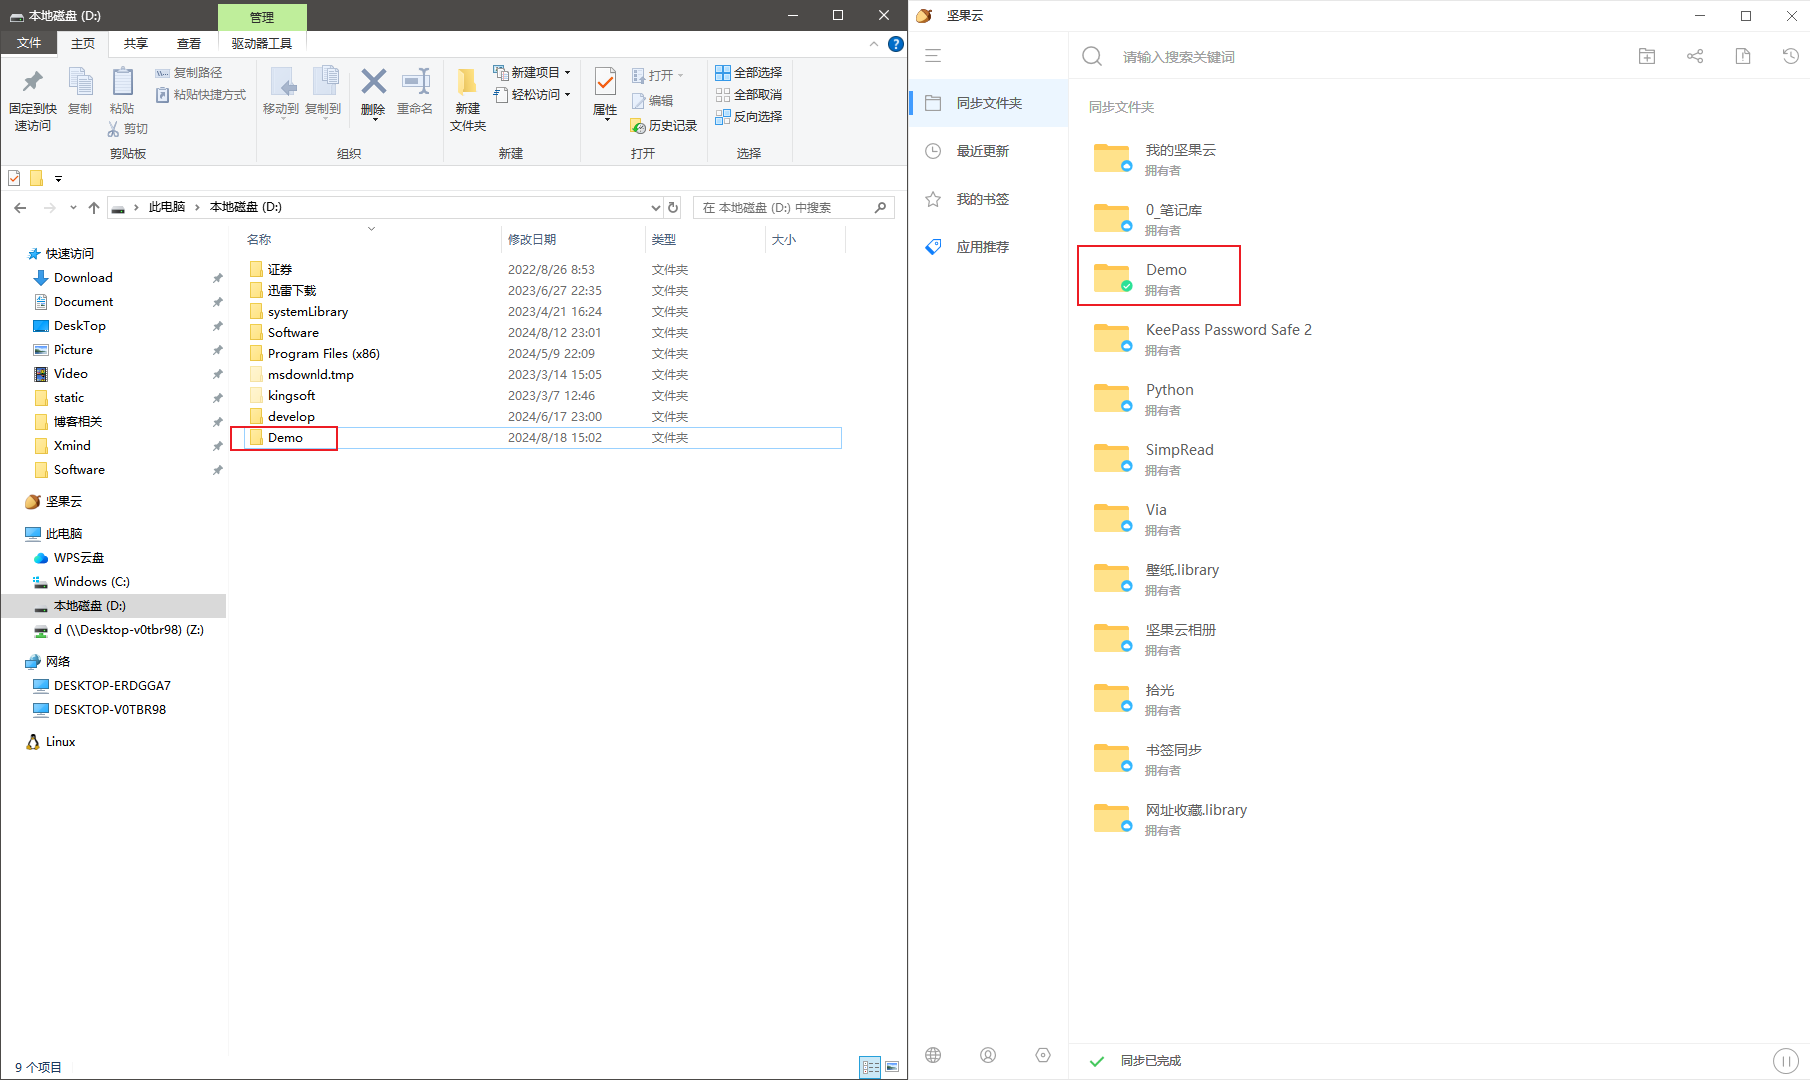 本地磁盘 (D:)
管理
文件
主页
共享
查看
驱动器工具
固定到快速访问
复制
粘贴
复制路径
粘贴快捷方式
剪切
剪贴板
移动到
复制到
删除
重命名
组织
新建文件夹
新建项目
轻松访问
新建
属性
打开
编辑
历史记录
打开
全部选择
全部取消
反向选择
选择
此电脑
本地磁盘 (D:)
在 本地磁盘 (D:) 中搜索
快速访问
Download
Document
DeskTop
Picture
Video
static
博客相关
Xmind
Software
坚果云
此电脑
WPS云盘
Windows (C:)
本地磁盘 (D:)
d (\\Desktop-v0tbr98) (Z:)
网络
DESKTOP-ERDGGA7
DESKTOP-V0TBR98
Linux
名称 修改日期 类型 大小
证券 2022/8/26 8:53 文件夹
迅雷下载 2023/6/27 22:35 文件夹
systemLibrary 2023/4/21 16:24 文件夹
Software 2024/8/12 23:01 文件夹
Program Files (x86) 2024/5/9 22:09 文件夹
msdownld.tmp 2023/3/14 15:05 文件夹
kingsoft 2023/3/7 12:46 文件夹
develop 2024/6/17 23:00 文件夹
Demo 2024/8/18 15:02 文件夹
9 个项目
坚果云
同步文件夹
最近更新
我的书签
应用推荐
请输入搜索关键词
同步文件夹
我的坚果云
拥有者
0_笔记库
拥有者
Demo
拥有者
KeePass Password Safe 2
拥有者
Python
拥有者
SimpRead
拥有者
Via
拥有者
壁纸.library
拥有者
坚果云相册
拥有者
拾光
拥有者
书签同步
拥有者
网址收藏.library
拥有者
同步已完成